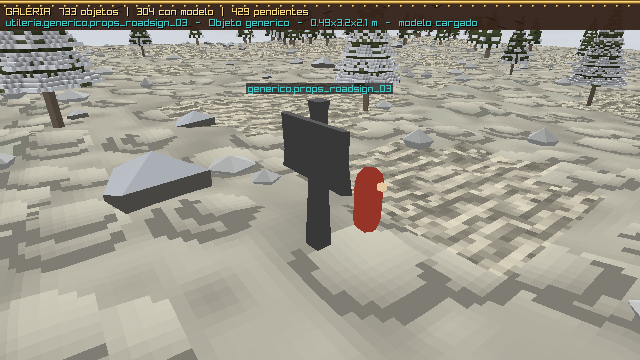 GALERIA  733 objetos | 304 con modelo | 429 pendientes
utileria.generico.props_roadsign_03 - Objeto generico - 0.49x3.2x2.1 m - modelo cargado
generico.props_roadsign_03